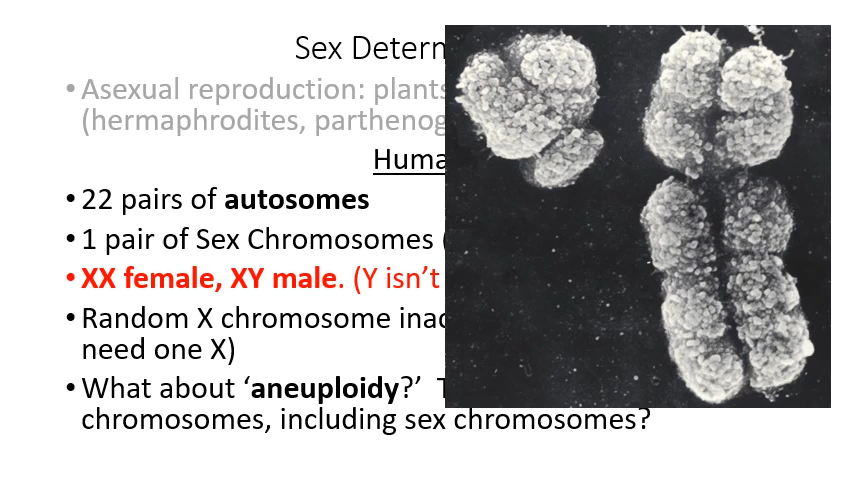 Sex Determ
• Asexual reproduction: plants
(hermaphrodites, parthenog
Huma
• 22 pairs of autosomes
• 1 pair of Sex Chromosomes (
• XX female, XY male. (Y isn’t
• Random X chromosome inac
need one X)
• What about ‘aneuploidy?’ T
chromosomes, including sex chromosomes?